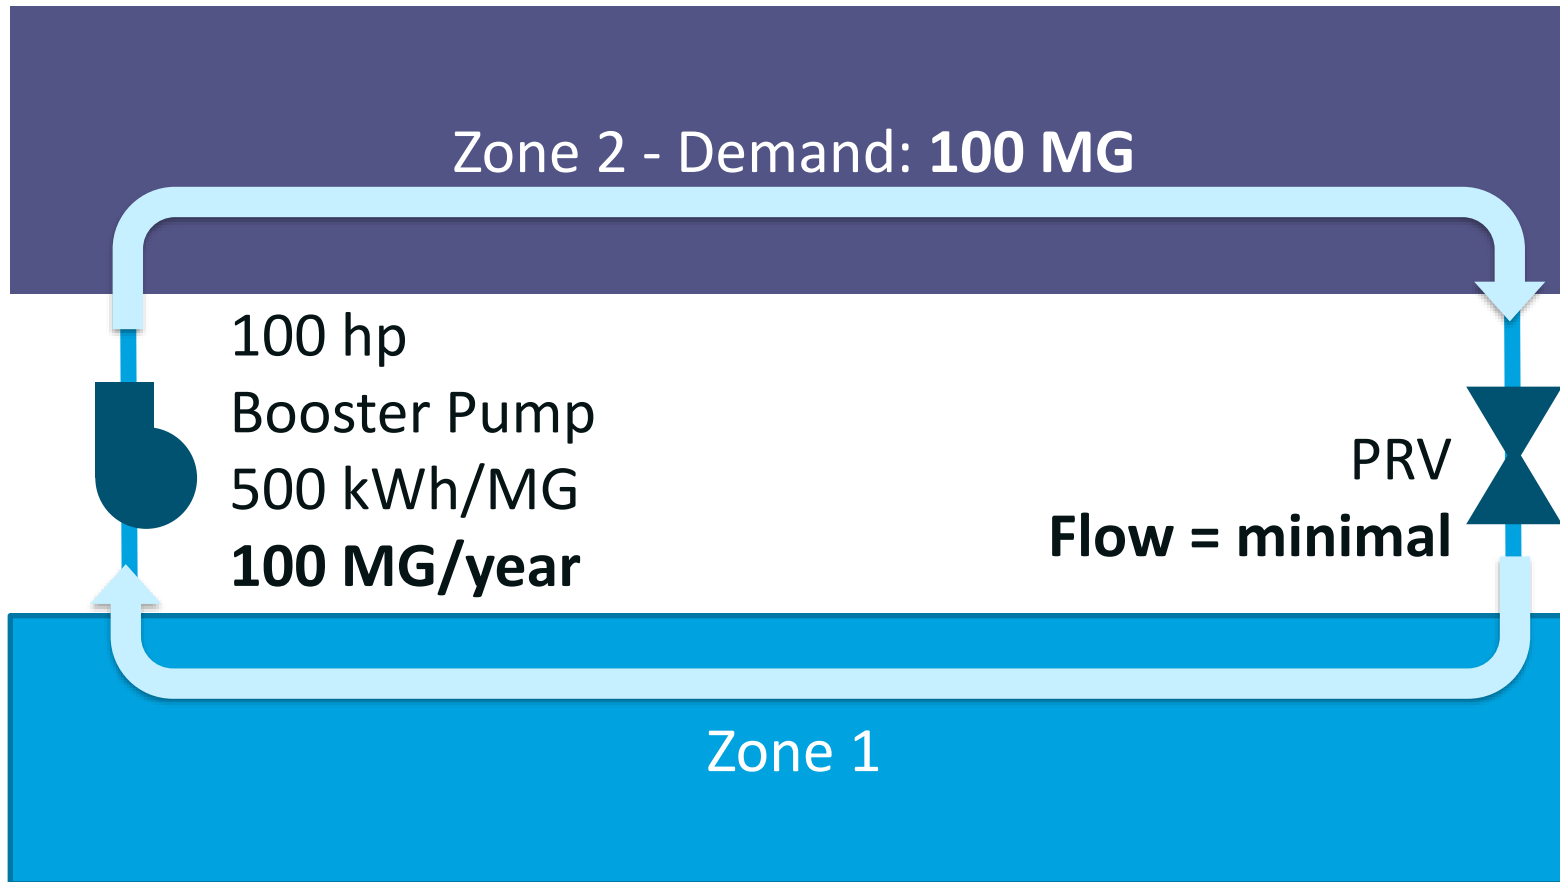 Zone 2 - Demand: 100 MG
100 hp
Booster Pump
500 kWh/MG
100 MG/year
PRV
Flow = minimal
Zone 1